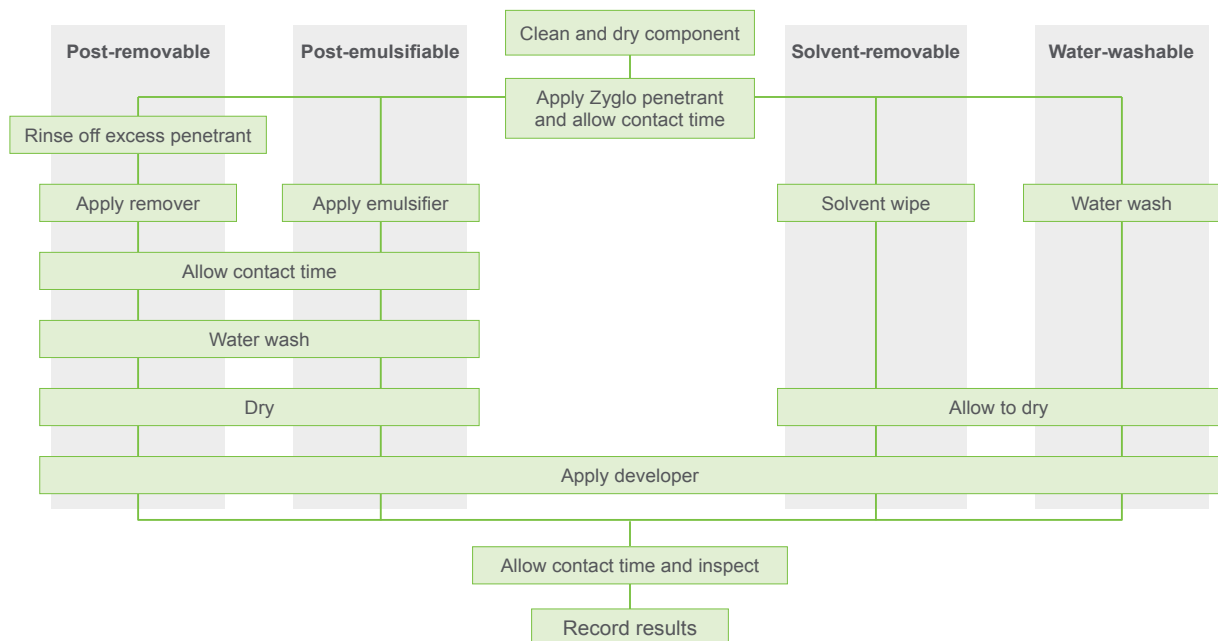 Clean and dry component
Post-removable
Post-emulsifiable
Solvent-removable
Water-washable
Apply Zyglo penetrant
and allow contact time
Rinse off excess penetrant
Apply remover
Apply emulsifier
Solvent wipe
Water wash
Allow contact time
Water wash
Dry
Allow to dry
Apply developer
Allow contact time and inspect
Record results